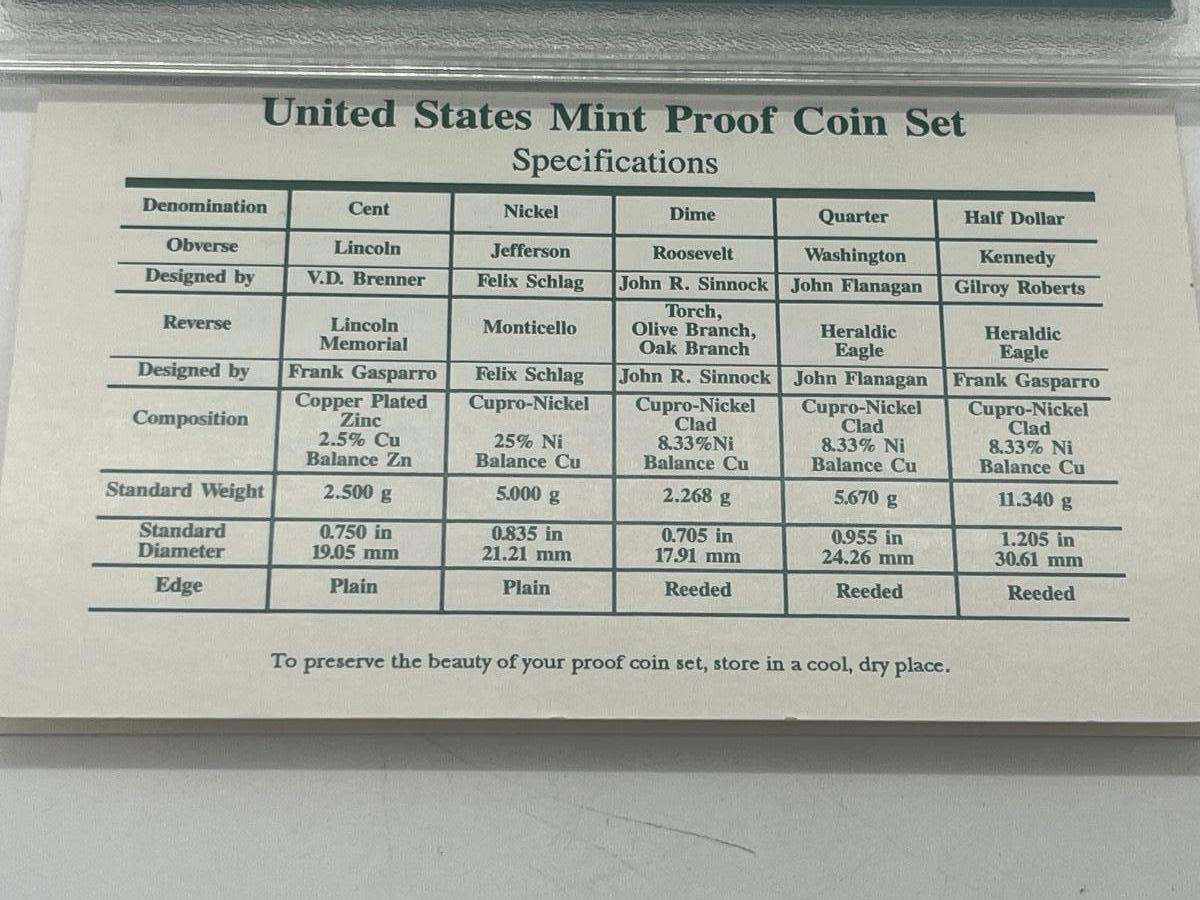 United States Mint Proof Coin Set
Specifications
Denomination Cent Nickel Dime Quarter Half Dollar
Obverse Lincoln Jefferson Roosevelt Washington Kennedy
Designed by V.D. Brenner Felix Schlag John R. Sinnock John Flanagan Gilroy Roberts
Reverse Lincoln Memorial Monticello Torch, Olive Branch, Oak Branch Heraldic Eagle Heraldic Eagle
Designed by Frank Gasparro Felix Schlag John R. Sinnock John Flanagan Frank Gasparro
Composition Copper Plated Zinc 2.5% Cu Balance Zn Cupro-Nickel 25% Ni Balance Cu Cupro-Nickel Clad 8.33%Ni Balance Cu Cupro-Nickel Clad 8.33% Ni Balance Cu Cupro-Nickel Clad 8.33% Ni Balance Cu
Standard Weight 2.500 g 5.000 g 2.268 g 5.670 g 11.340 g
Standard Diameter 0.750 in 19.05 mm 0.835 in 21.21 mm 0.705 in 17.91 mm 0.955 in 24.26 mm 1.205 in 30.61 mm
Edge Plain Plain Reeded Reeded Reeded
To preserve the beauty of your proof coin set, store in a cool, dry place.